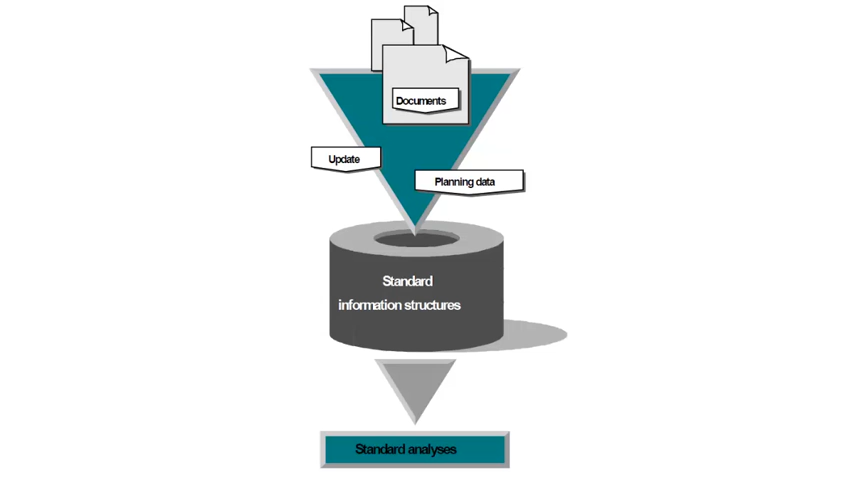 Documents
Update
Planning data
Standard
information structures
Standard analyses